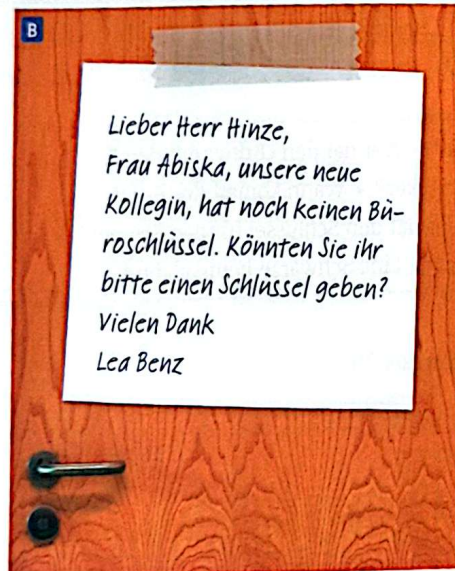 B
Lieber Herr Hinze,
Frau Abiska, unsere neue
Kollegin, hat noch keinen Bü-
roschlüssel. Könnten Sie ihr
bitte einen Schlüssel geben?
Vielen Dank
Lea Benz